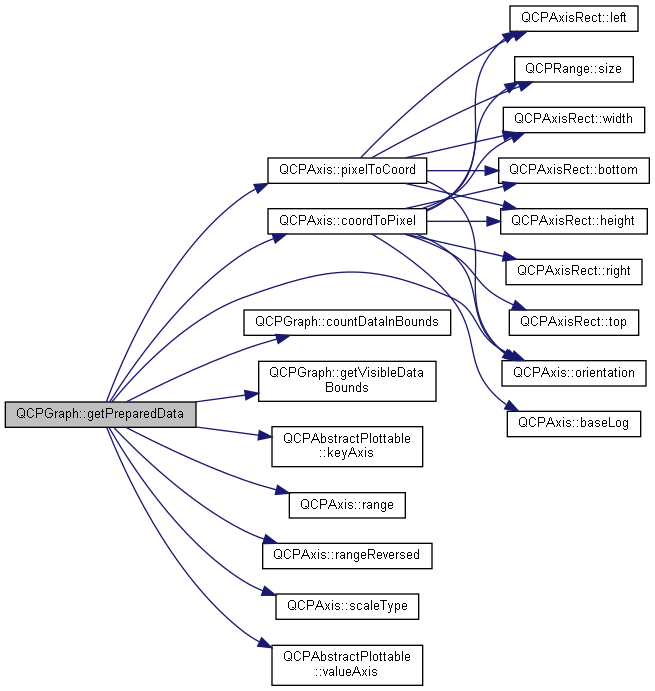 QCPGraph::getPreparedData
QCPAxis::pixelToCoord
QCPAxis::coordToPixel
QCPGraph::countDataInBounds
QCPGraph::getVisibleData
Bounds
QCPAbstractPlottable
::keyAxis
QCPAxis::range
QCPAxis::rangeReversed
QCPAxis::scaleType
QCPAbstractPlottable
::valueAxis
QCPAxisRect::left
QCPRange::size
QCPAxisRect::width
QCPAxisRect::bottom
QCPAxisRect::height
QCPAxisRect::right
QCPAxisRect::top
QCPAxis::orientation
QCPAxis::baseLog